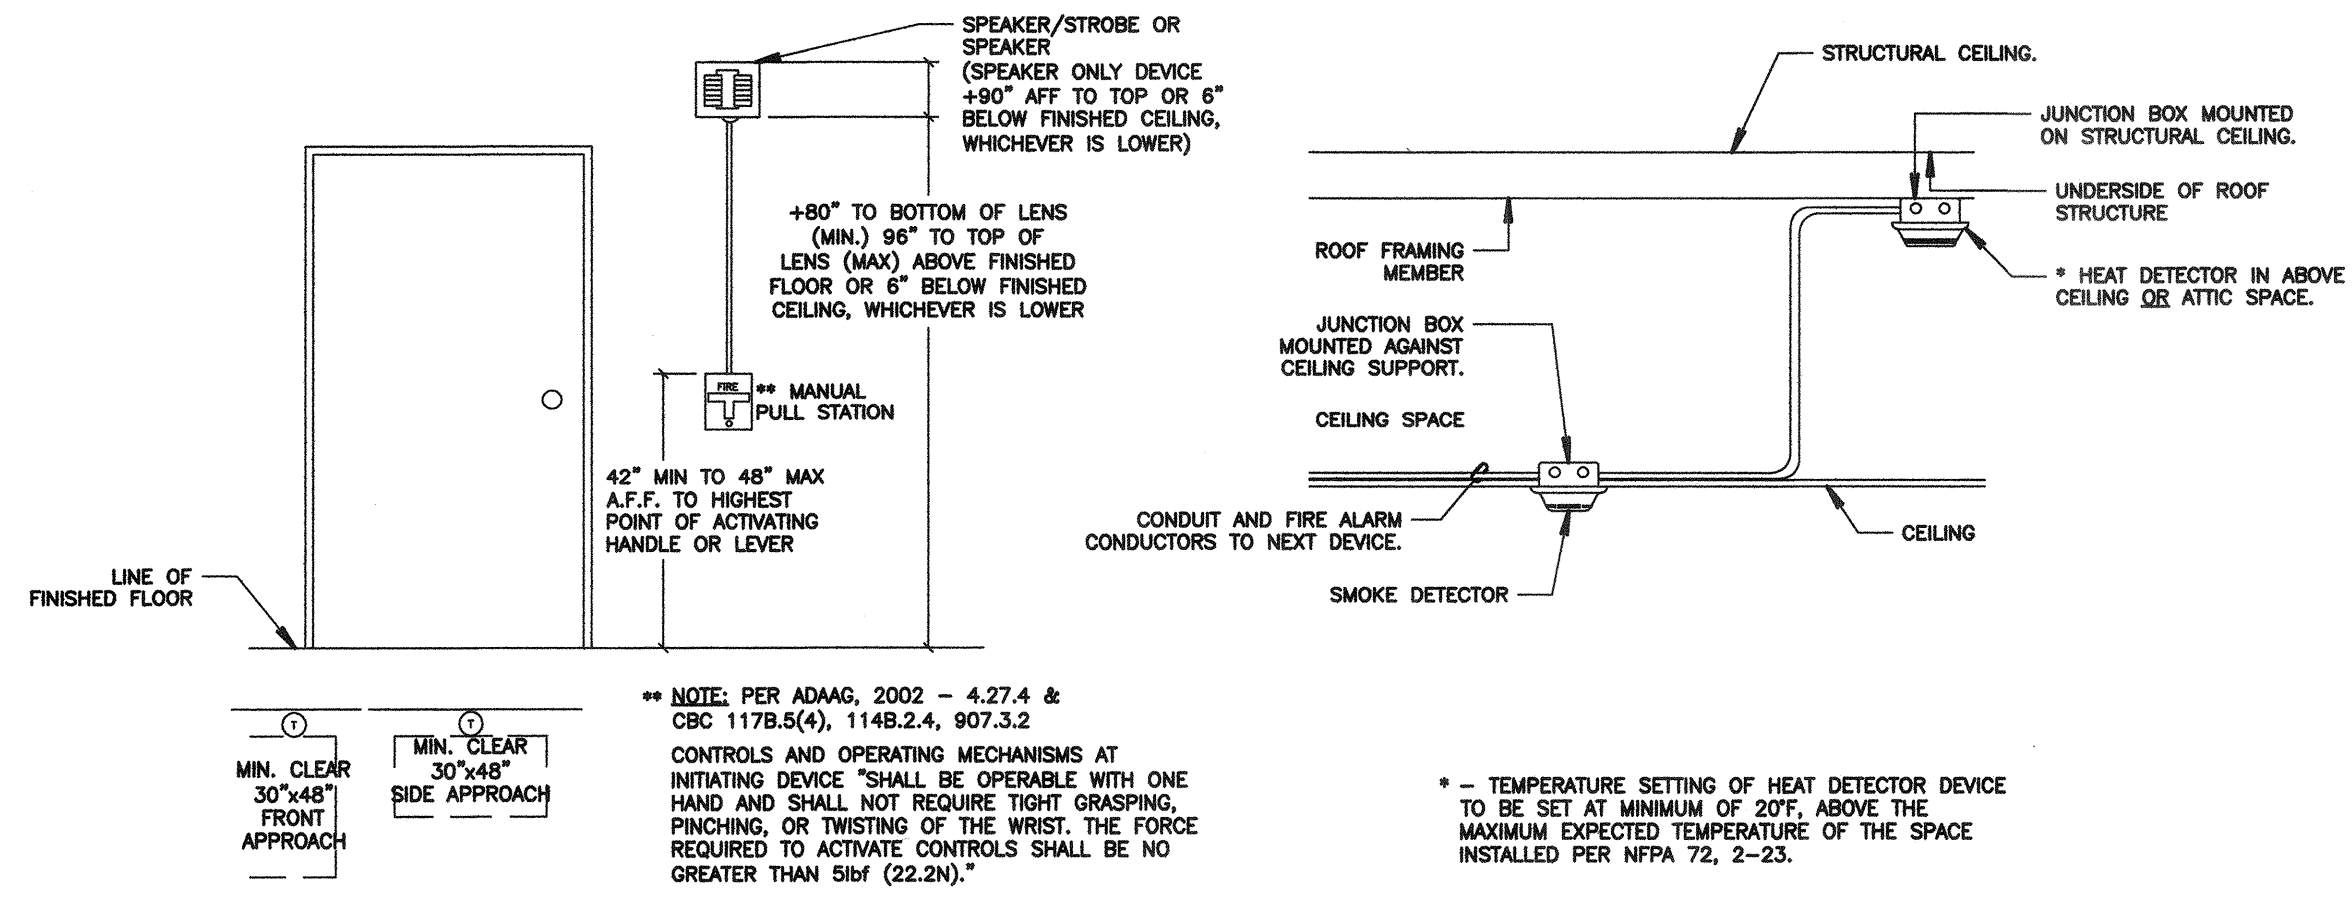 SPEAKER/STROBE OR
SPEAKER
(SPEAKER ONLY DEVICE
+90" AFF TO TOP OR 6"
BELOW FINISHED CEILING,
WHICHEVER IS LOWER)
+80" TO BOTTOM OF LENS
(MIN.) 96" TO TOP OF
LENS (MAX) ABOVE FINISHED
FLOOR OR 6" BELOW FINISHED
CEILING, WHICHEVER IS LOWER
FIRE
** MANUAL
PULL STATION
42" MIN TO 48" MAX
A.F.F. TO HIGHEST
POINT OF ACTIVATING
HANDLE OR LEVER
LINE OF
FINISHED FLOOR
T
MIN. CLEAR
30"x48"
FRONT
APPROACH
T
MIN. CLEAR
30"x48"
SIDE APPROACH
** NOTE: PER ADAAG, 2002 - 4.27.4 &
CBC 117B.5(4), 114B.2.4, 907.3.2
CONTROLS AND OPERATING MECHANISMS AT
INITIATING DEVICE "SHALL BE OPERABLE WITH ONE
HAND AND SHALL NOT REQUIRE TIGHT GRASPING,
PINCHING, OR TWISTING OF THE WRIST. THE FORCE
REQUIRED TO ACTIVATE CONTROLS SHALL BE NO
GREATER THAN 5lbf (22.2N)."
STRUCTURAL CEILING.
JUNCTION BOX MOUNTED
ON STRUCTURAL CEILING.
UNDERSIDE OF ROOF
STRUCTURE
ROOF FRAMING
MEMBER
* HEAT DETECTOR IN ABOVE
CEILING OR ATTIC SPACE.
JUNCTION BOX
MOUNTED AGAINST
CEILING SUPPORT.
CEILING SPACE
CONDUIT AND FIRE ALARM
CONDUCTORS TO NEXT DEVICE.
CEILING
SMOKE DETECTOR
* - TEMPERATURE SETTING OF HEAT DETECTOR DEVICE
TO BE SET AT MINIMUM OF 20°F, ABOVE THE
MAXIMUM EXPECTED TEMPERATURE OF THE SPACE
INSTALLED PER NFPA 72, 2-23.